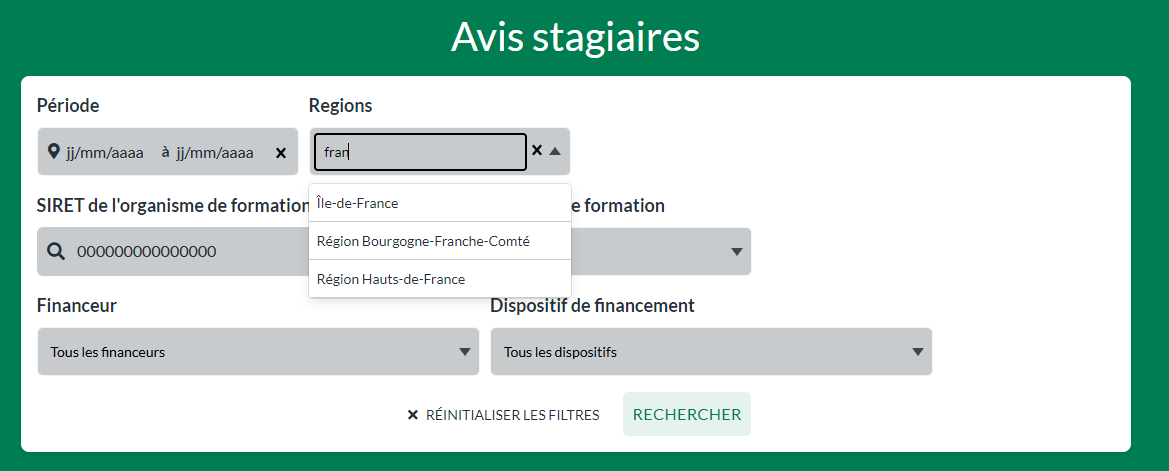 Avis stagiaires
Période
Regions
jj/mm/aaaa à jj/mm/aaaa
fran
Île-de-France
Région Bourgogne-Franche-Comté
Région Hauts-de-France
SIRET de l'organisme de formation
e formation
000000000000000
Financeur
Dispositif de financement
Tous les financeurs
Tous les dispositifs
RÉINITIALISER LES FILTRES
RECHERCHER